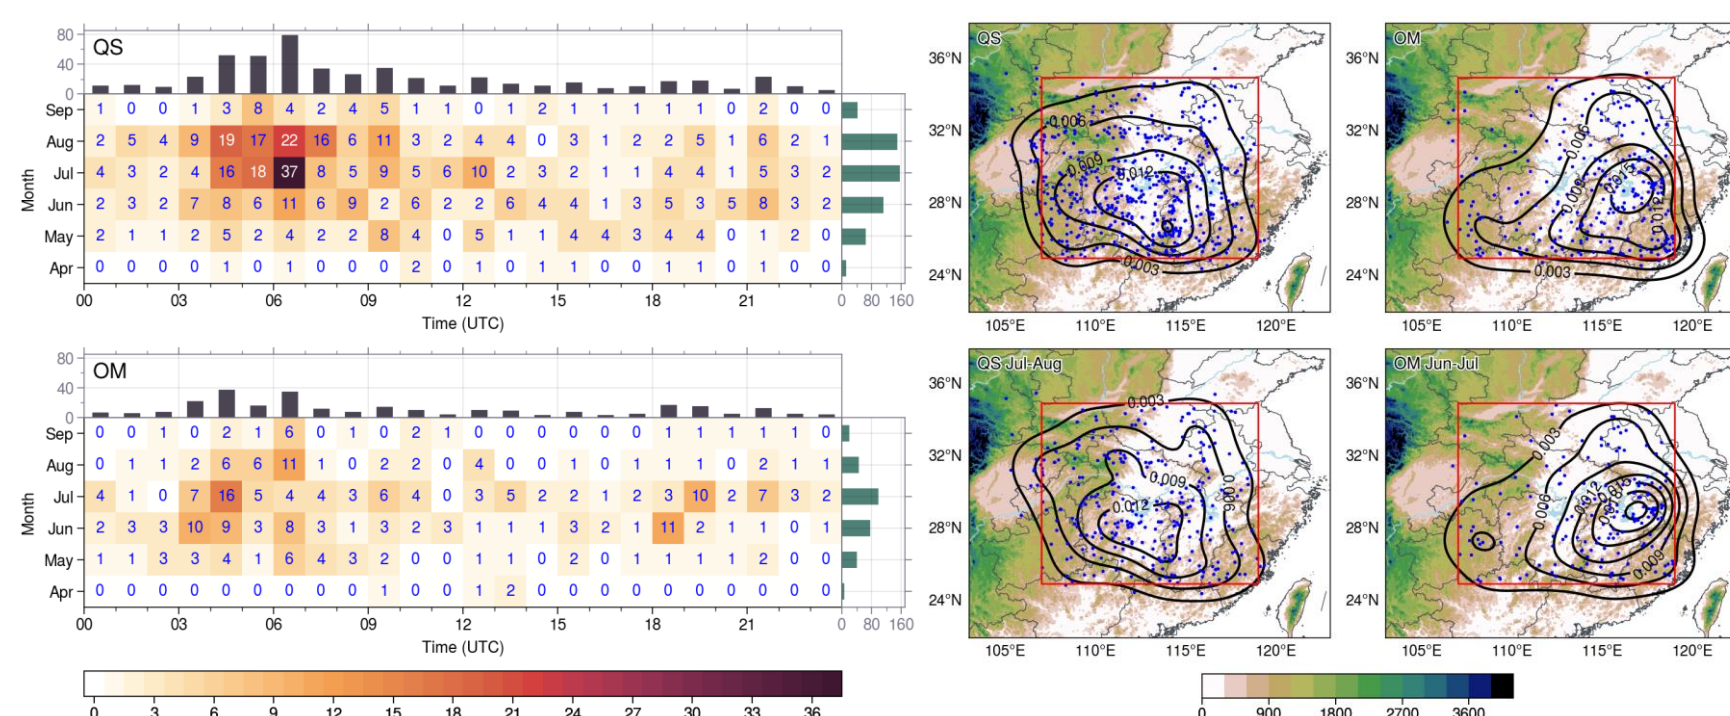 QS
80
40
0
Sep 1 0 0 1 3 8 4 2 4 5 1 1 0 1 2 1 1 1 1 1 0 2 0 0
Aug 2 5 4 9 19 17 22 16 6 11 3 2 4 4 0 3 1 2 2 5 1 6 2 1
Jul 4 3 2 4 16 18 37 8 5 9 5 6 10 2 3 2 1 1 4 4 1 5 3 2
Jun 2 3 2 7 8 6 11 6 9 2 6 2 2 6 4 4 1 3 5 3 5 8 3 2
May 2 1 1 2 5 2 4 2 2 8 4 0 5 1 1 4 4 3 4 4 0 1 2 0
Apr 0 0 0 0 1 0 1 0 0 0 2 0 1 0 1 1 0 0 1 1 0 1 0 0
Month
00 03 06 09 12 15 18 21 0 80 160
Time (UTC)
OM
80
40
0
Sep 0 0 1 0 2 1 6 0 1 0 2 1 0 0 0 0 0 0 1 1 1 1 1 0
Aug 0 1 1 2 6 6 11 1 0 2 2 0 4 0 0 1 0 1 1 1 0 2 1 1
Jul 4 1 0 7 16 5 4 4 3 6 4 0 3 5 2 2 1 2 3 10 2 7 3 2
Jun 2 3 3 10 9 3 8 3 1 3 2 3 1 1 1 3 2 1 11 2 1 1 0 1
May 1 1 3 3 4 1 6 4 3 2 0 0 1 1 0 2 0 1 1 1 1 2 0 0
Apr 0 0 0 0 0 0 0 0 0 1 0 0 1 2 0 0 0 0 0 0 0 0 0 0
Month
00 03 06 09 12 15 18 21 0 80 160
Time (UTC)
0 3 6 9 12 15 18 21 24 27 30 33 36
QS
36°N
32°N
28°N
24°N
0.006
0.009
0.012
0.003
105°E 110°E 115°E 120°E
OM
36°N
32°N
28°N
24°N
0.006
0.015
0.009
0.012
0.003
105°E 110°E 115°E 120°E
QS Jul-Aug
36°N
32°N
28°N
24°N
0.003
0.009
0.006
0.012
105°E 110°E 115°E 120°E
OM Jun-Jul
36°N
32°N
28°N
24°N
0.003
0.012
0.015
0.018
0.006
0.009
105°E 110°E 115°E 120°E
0 900 1800 2700 3600